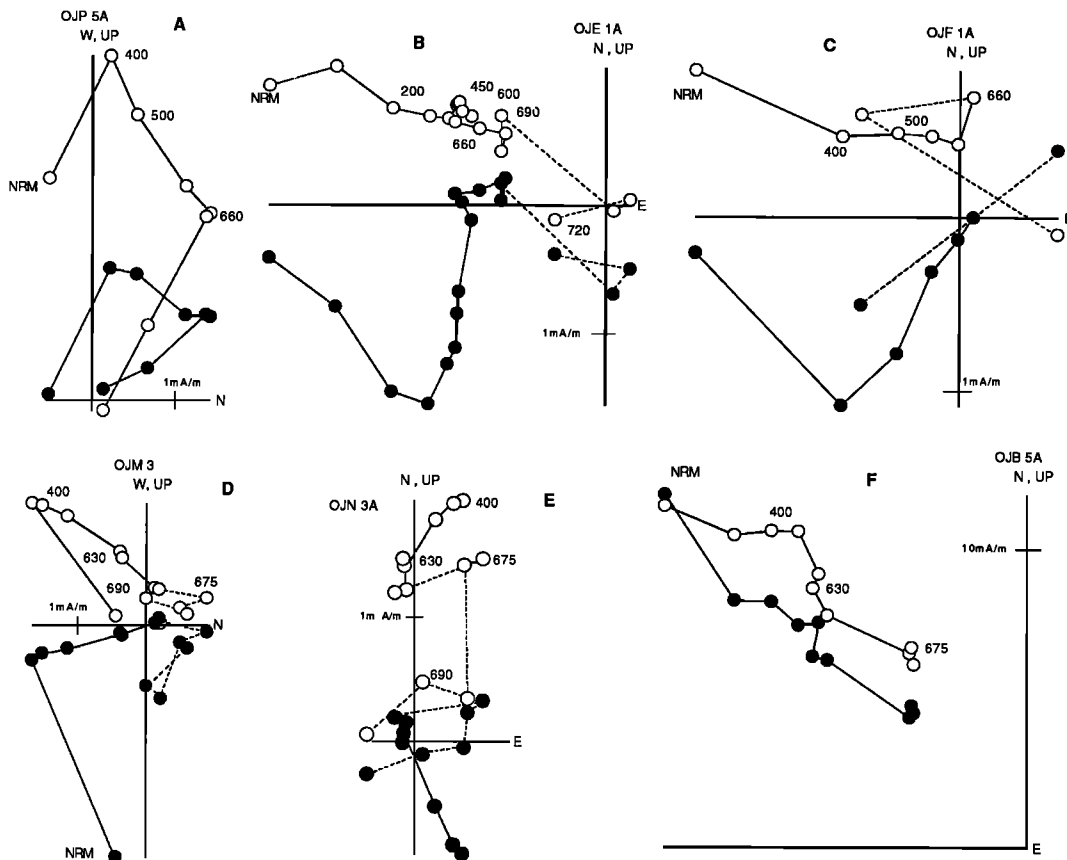 OJP 5A
A
W, UP
400
500
NRM
660
1mA/m
N
B
OJE 1A
N , UP
NRM
200
450
600
690
660
E
720
1mA/m
C
OJF 1A
N , UP
NRM
400
500
660
E
1mA/m
OJM 3
W, UP
D
400
630
690
675
1mA/m
N
NRM
N , UP
E
OJN 3A
400
630
675
1m A/m
690
E
OJB 5A
N , UP
F
NRM
400
10mA/m
630
675
E